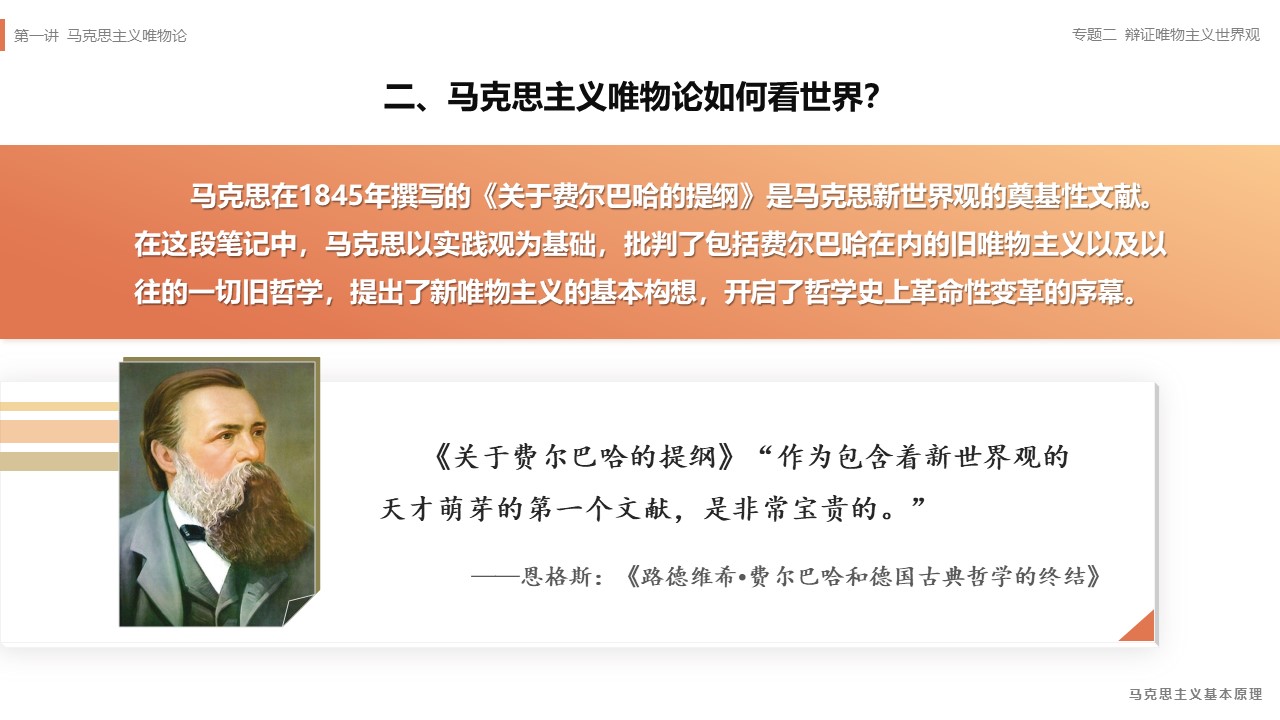 第一讲 马克思主义唯物论
专题二 辩证唯物主义世界观
二、马克思主义唯物论如何看世界？
马克思在1845年撰写的《关于费尔巴哈的提纲》是马克思新世界观的奠基性文献。
在这段笔记中，马克思以实践观为基础，批判了包括费尔巴哈在内的旧唯物主义以及以
往的一切旧哲学，提出了新唯物主义的基本构想，开启了哲学史上革命性变革的序幕。
《关于费尔巴哈的提纲》“作为包含着新世界观的
天才萌芽的第一个文献，是非常宝贵的。”
——恩格斯：《路德维希•费尔巴哈和德国古典哲学的终结》
马克思主义基本原理